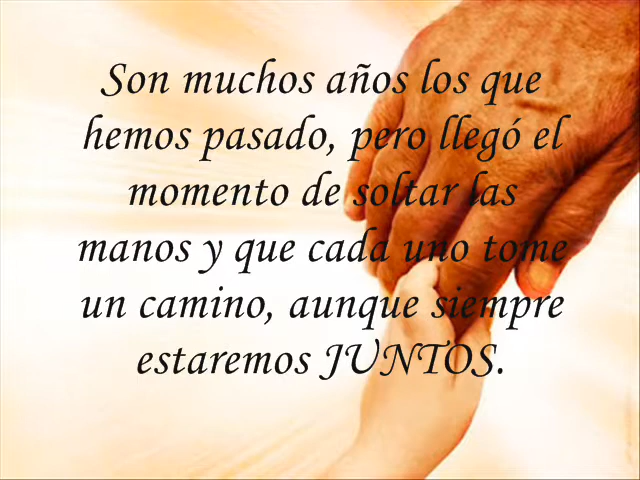 Son muchos años los que
hemos pasado, pero llegó el
momento de soltar las
manos y que cada uno tome
un camino, aunque siempre
estaremos JUNTOS.